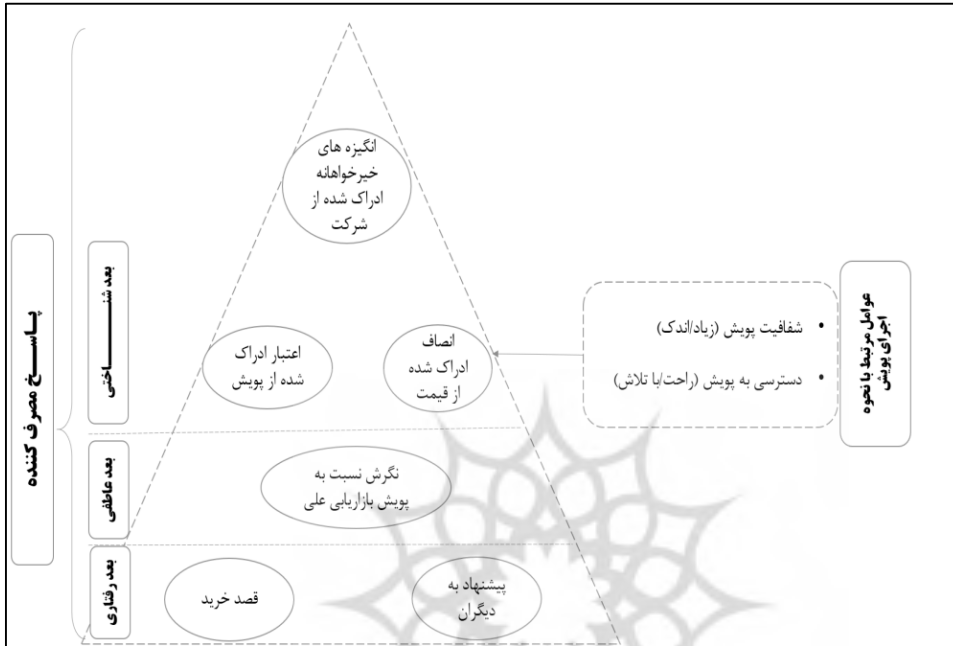 انگیزه های
خیرخواهانه
ادراک شده از
شرکت
انصاف
ادراک شده
از قیمت
اعتبار ادراک
شده از پویش
نگرش نسبت به
پویش بازاریابی علی
پیشنهاد به
دیگران
قصد خرید
عوامل مرتبط با نحوه
اجرای پویش
• شفافیت پویش (زیاد/اندک)
• دسترسی به پویش (راحت/با تلاش)
بعد شنـــــــاختی
بعد عاطفی
بعد رفتاری
پـاســـخ مصرف کننده